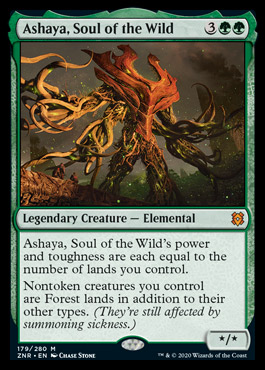 Ashaya, Soul of the Wild 3
Legendary Creature — Elemental
Ashaya, Soul of the Wild's power
and toughness are each equal to the
number of lands you control.
Nontoken creatures you control
are Forest lands in addition to their
other types. (They're still affected by
summoning sickness.)
179/280 M
ZNR • EN Chase Stone
*/*
™ & © 2020 Wizards of the Coast